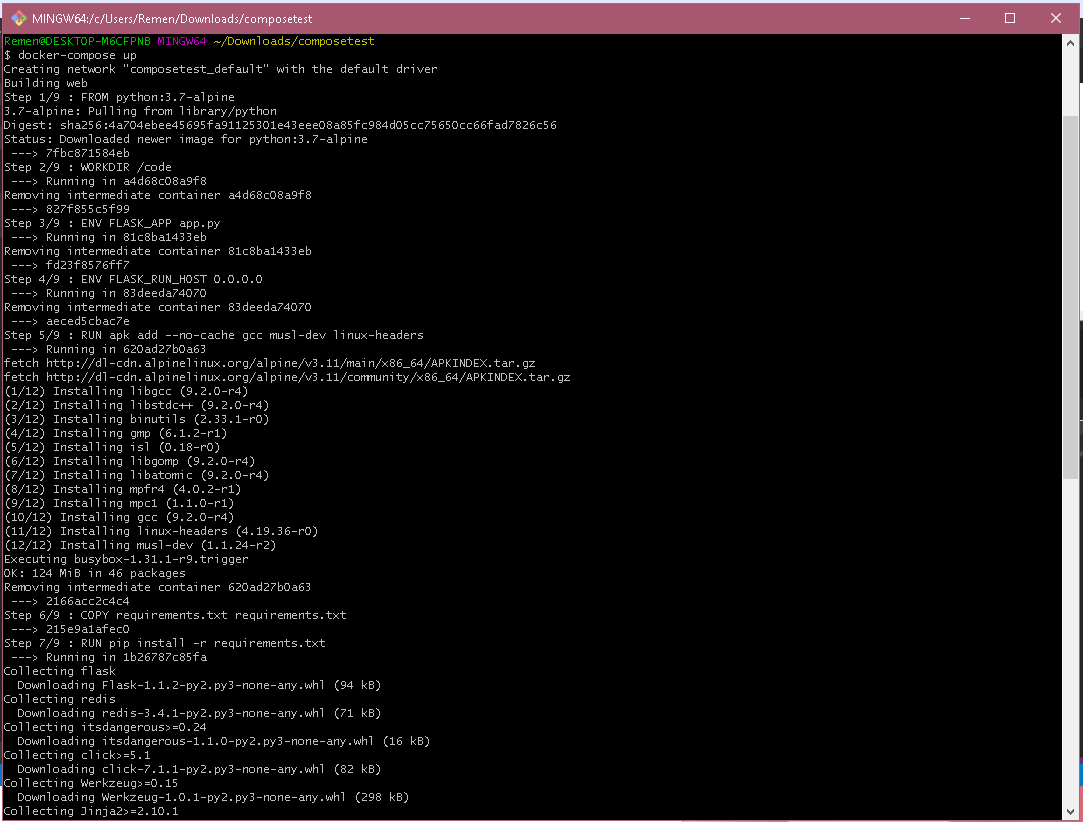 MINGW64:/c/Users/Remen/Downloads/composetest
Remen@DESKTOP-M6CFPNB MINGW64 ~/Downloads/composetest
$ docker-compose up
Creating network "composetest_default" with the default driver
Building web
Step 1/9 : FROM python:3.7-alpine
3.7-alpine: Pulling from library/python
Digest: sha256:4a704ebee45695fa91125301e43eee08a85fc984d05cc75650cc66fad7826c56
Status: Downloaded newer image for python:3.7-alpine
 ---> 7fbc871584eb
Step 2/9 : WORKDIR /code
 ---> Running in a4d68c08a9f8
Removing intermediate container a4d68c08a9f8
 ---> 827f855c5f99
Step 3/9 : ENV FLASK_APP app.py
 ---> Running in 81c8ba1433eb
Removing intermediate container 81c8ba1433eb
 ---> fd23f8576ff7
Step 4/9 : ENV FLASK_RUN_HOST 0.0.0.0
 ---> Running in 83deeda74070
Removing intermediate container 83deeda74070
 ---> aeced5cbac7e
Step 5/9 : RUN apk add --no-cache gcc musl-dev linux-headers
 ---> Running in 620ad27b0a63
fetch http://dl-cdn.alpinelinux.org/alpine/v3.11/main/x86_64/APKINDEX.tar.gz
fetch http://dl-cdn.alpinelinux.org/alpine/v3.11/community/x86_64/APKINDEX.tar.gz
(1/12) Installing libgcc (9.2.0-r4)
(2/12) Installing libstdc++ (9.2.0-r4)
(3/12) Installing binutils (2.33.1-r0)
(4/12) Installing gmp (6.1.2-r1)
(5/12) Installing isl (0.18-r0)
(6/12) Installing libgomp (9.2.0-r4)
(7/12) Installing libatomic (9.2.0-r4)
(8/12) Installing mpfr4 (4.0.2-r1)
(9/12) Installing mpc1 (1.1.0-r1)
(10/12) Installing gcc (9.2.0-r4)
(11/12) Installing linux-headers (4.19.36-r0)
(12/12) Installing musl-dev (1.1.24-r2)
Executing busybox-1.31.1-r9.trigger
OK: 124 MiB in 46 packages
Removing intermediate container 620ad27b0a63
 ---> 2166acc2c4c4
Step 6/9 : COPY requirements.txt requirements.txt
 ---> 215e9a1afec0
Step 7/9 : RUN pip install -r requirements.txt
 ---> Running in 1b26787c85fa
Collecting flask
  Downloading Flask-1.1.2-py2.py3-none-any.whl (94 kB)
Collecting redis
  Downloading redis-3.4.1-py2.py3-none-any.whl (71 kB)
Collecting itsdangerous>=0.24
  Downloading itsdangerous-1.1.0-py2.py3-none-any.whl (16 kB)
Collecting click>=5.1
  Downloading click-7.1.1-py2.py3-none-any.whl (82 kB)
Collecting Werkzeug>=0.15
  Downloading Werkzeug-1.0.1-py2.py3-none-any.whl (298 kB)
Collecting Jinja2>=2.10.1